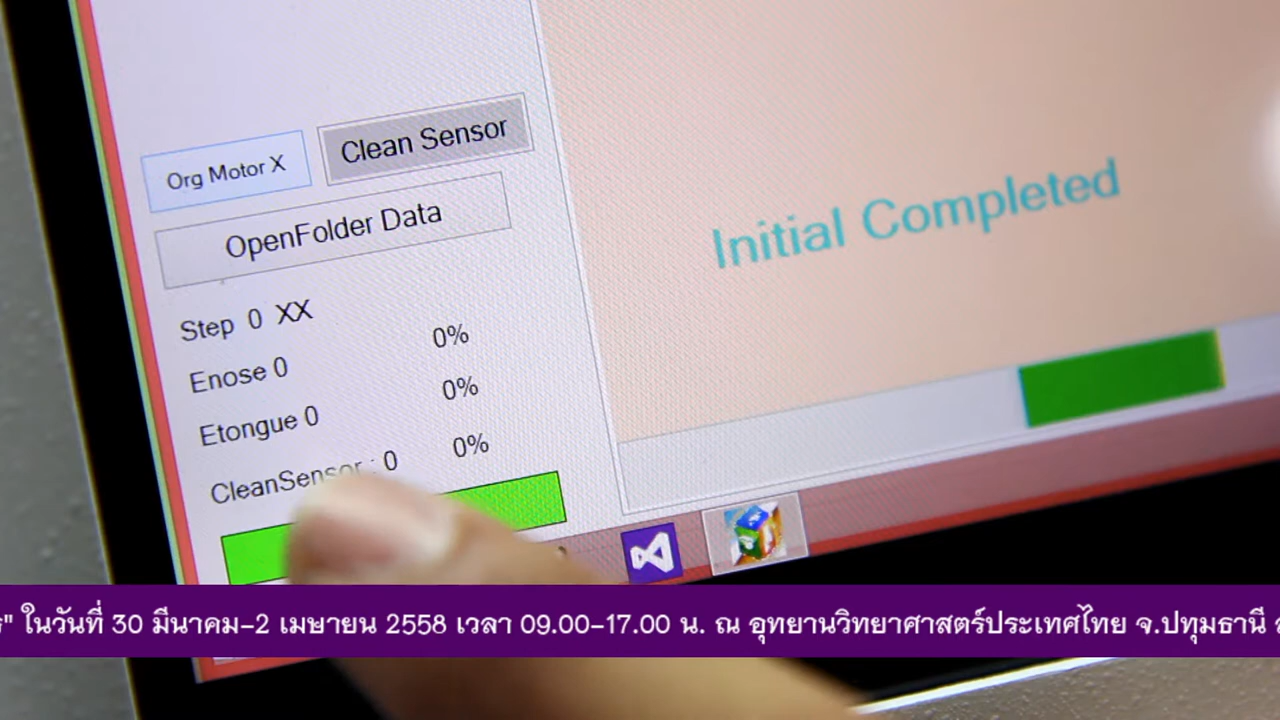 Org Motor X
Clean Sensor
OpenFolder Data
Step 0 XX
Enose 0 0%
Etongue 0 0%
CleanSensor : 0 0%
Initial Completed
" ในวันที่ 30 มีนาคม-2 เมษายน 2558 เวลา 09.00-17.00 น. ณ อุทยานวิทยาศาสตร์ประเทศไทย จ.ปทุมธานี